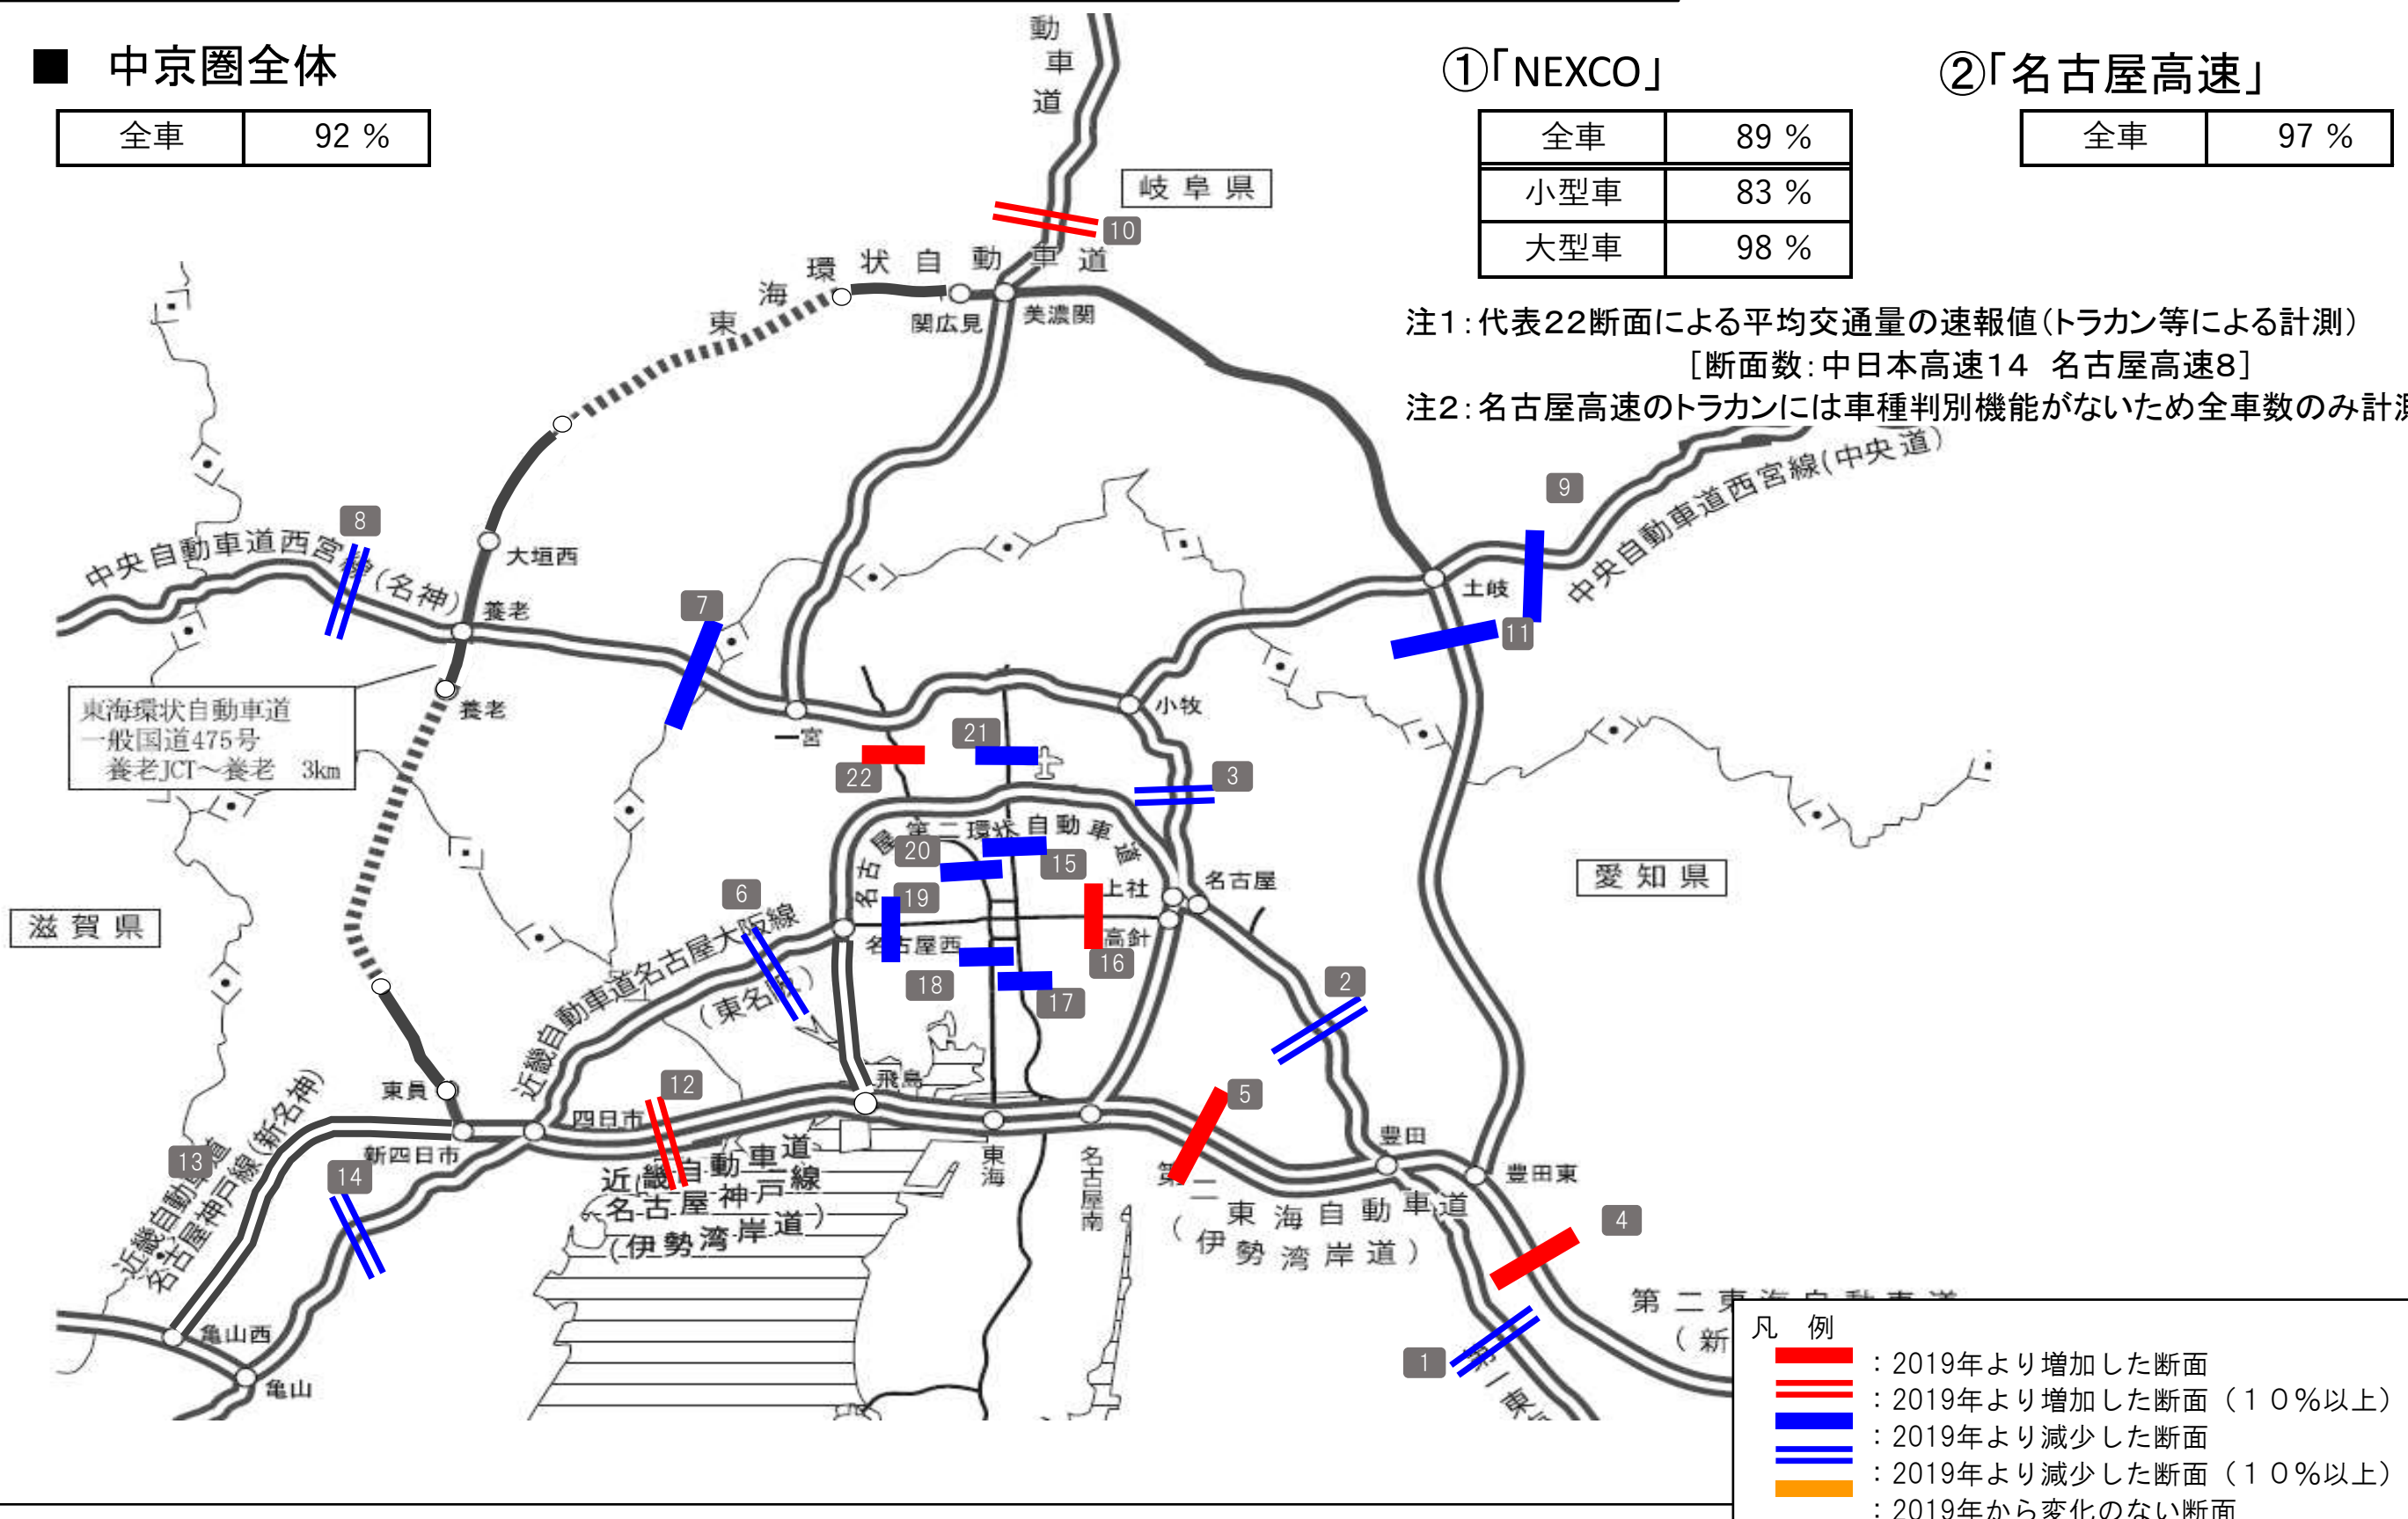 動車道
■ 中京圏全体
全車 92 %
①「NEXCO」
全車 89 %
小型車 83 %
大型車 98 %
②「名古屋高速」
全車 97 %
注1:代表22断面による平均交通量の速報値(トラカン等による計測)
[断面数:中日本高速14 名古屋高速8]
注2:名古屋高速のトラカンには車種判別機能がないため全車数のみ計測
岐阜県
10
東海環状自動車道
関広見
美濃関
9
中央自動車道西宮線(中央道)
8
中央自動車道西宮線(名神)
大垣西
養老
7
土岐
11
東海環状自動車道
一般国道475号
養老JCT~養老 3km
養老
一宮
小牧
21
22
3
名古屋第二環状自動車道
20
15
上社
名古屋
愛知県
19
6
滋賀県
近畿自動車道名古屋大阪線
(東名阪)
名古屋西
高針
16
18
17
2
東員
12
飛島
5
四日市
新四日市
13
14
近畿自動車道
名古屋神戸線(新名神)
近畿自動車道
名古屋神戸線
(伊勢湾岸道)
東海
名古屋南
豊田
豊田東
第二東海自動車道
(伊勢湾岸道)
4
亀山西
亀山
1
第一東
第二東海自動車道
(新
凡 例
:2019年より増加した断面
:2019年より増加した断面(10%以上)
:2019年より減少した断面
:2019年より減少した断面(10%以上)
:2019年から変化のない断面